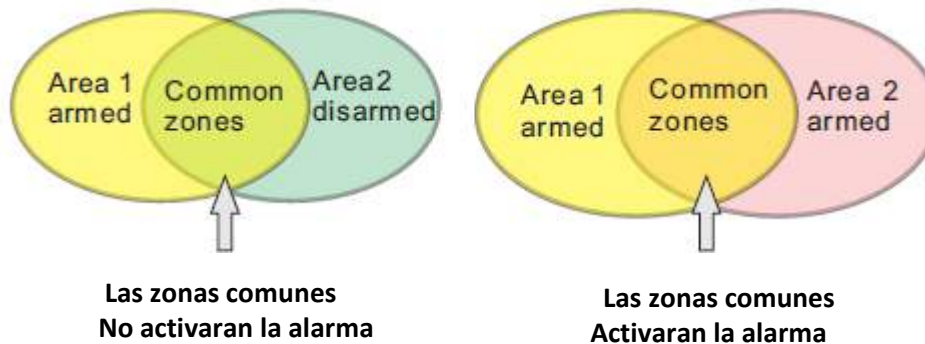 Area 1
armed
Common
zones
Area2
disarmed
Las zonas comunes
No activaran la alarma
Area 1
armed
Common
zones
Area 2
armed
Las zonas comunes
Activaran la alarma